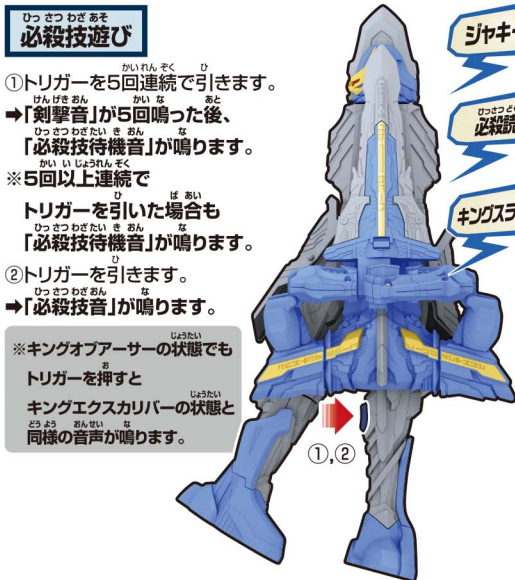 必殺技遊び
①トリガーを5回連続で引きます。
➡「剣撃音」が5回鳴った後、
「必殺技待機音」が鳴ります。
※5回以上連続で
トリガーを引いた場合も
「必殺技待機音」が鳴ります。
②トリガーを引きます。
➡「必殺技音」が鳴ります。
※キングオブアーサーの状態でも
トリガーを押すと
キングエクスカリバーの状態と
同様の音声が鳴ります。
ジャキー
必殺読
キングスラ
①,②